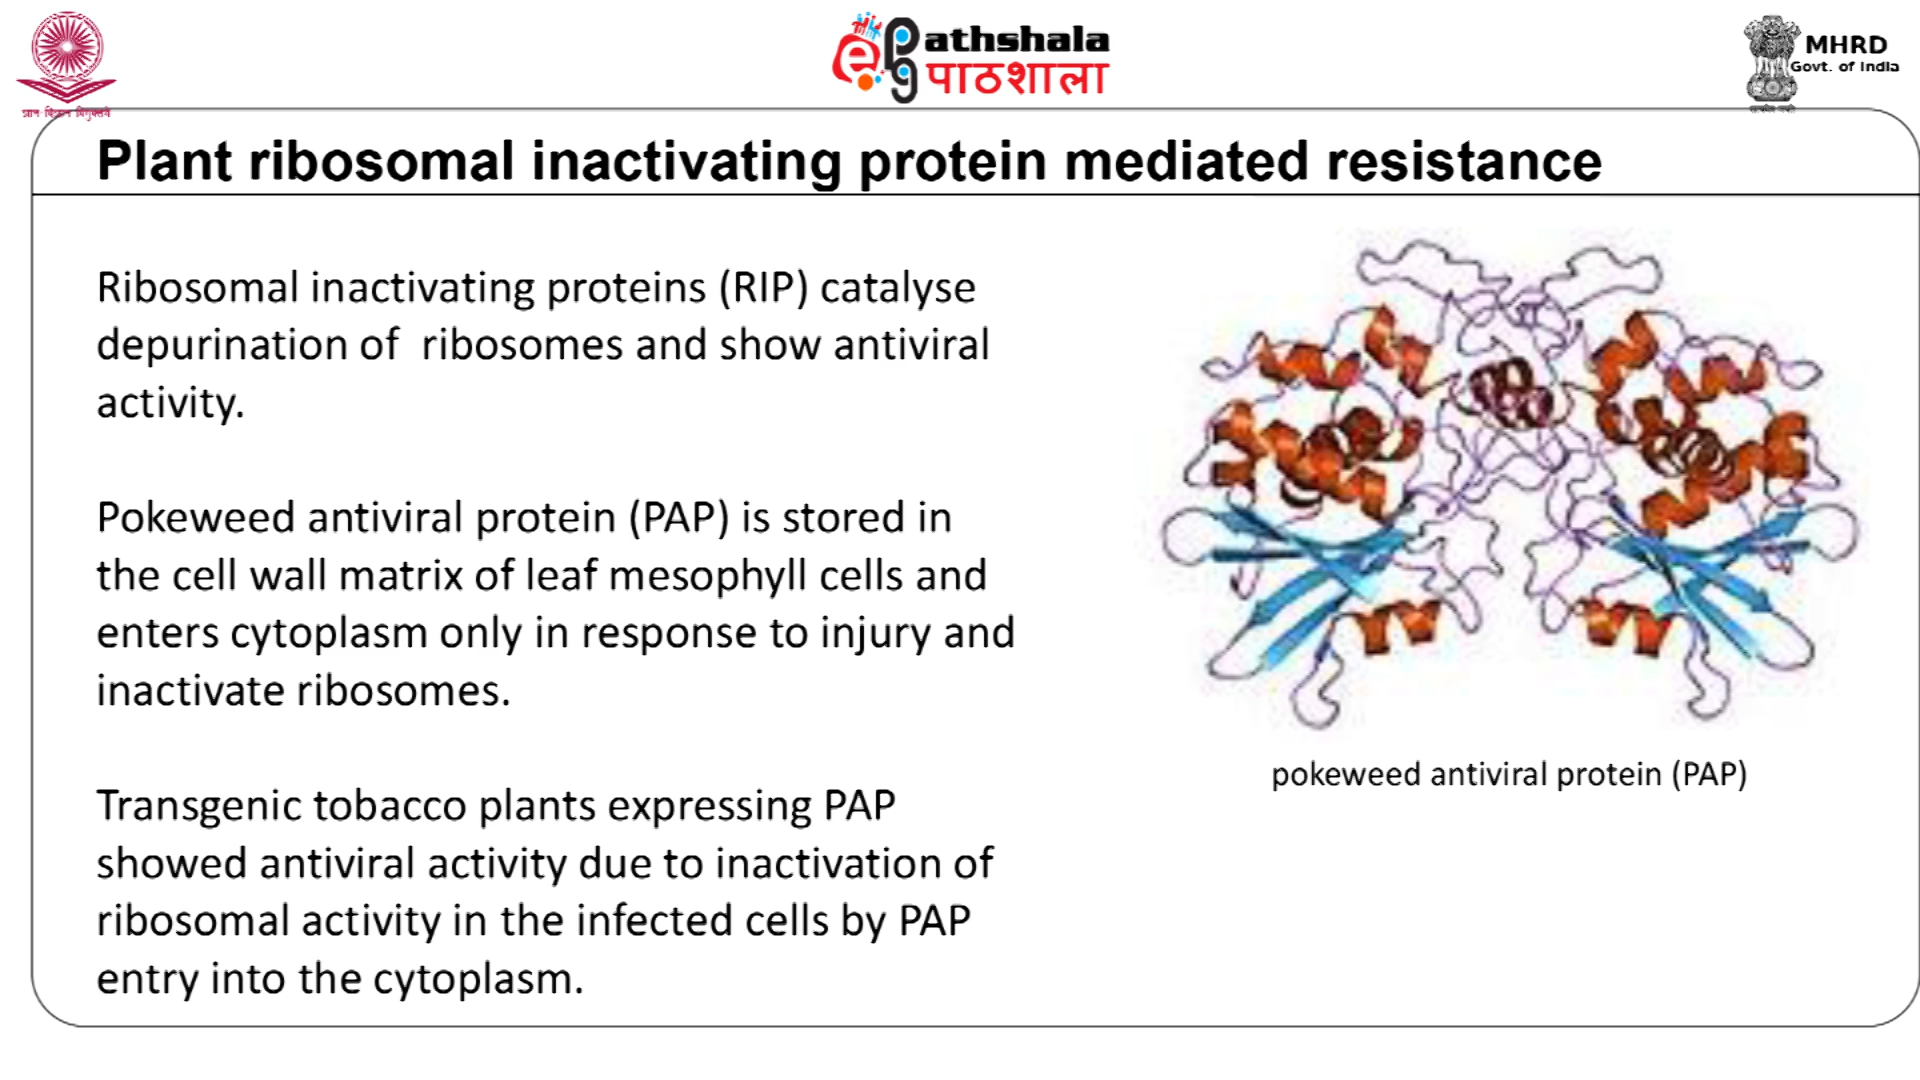 ज्ञान-विज्ञान विमुक्तये
ePathshala
पाठशाला
MHRD
Govt. of India
Plant ribosomal inactivating protein mediated resistance
Ribosomal inactivating proteins (RIP) catalyse
depurination of ribosomes and show antiviral
activity.
Pokeweed antiviral protein (PAP) is stored in
the cell wall matrix of leaf mesophyll cells and
enters cytoplasm only in response to injury and
inactivate ribosomes.
Transgenic tobacco plants expressing PAP
showed antiviral activity due to inactivation of
ribosomal activity in the infected cells by PAP
entry into the cytoplasm.
pokeweed antiviral protein (PAP)